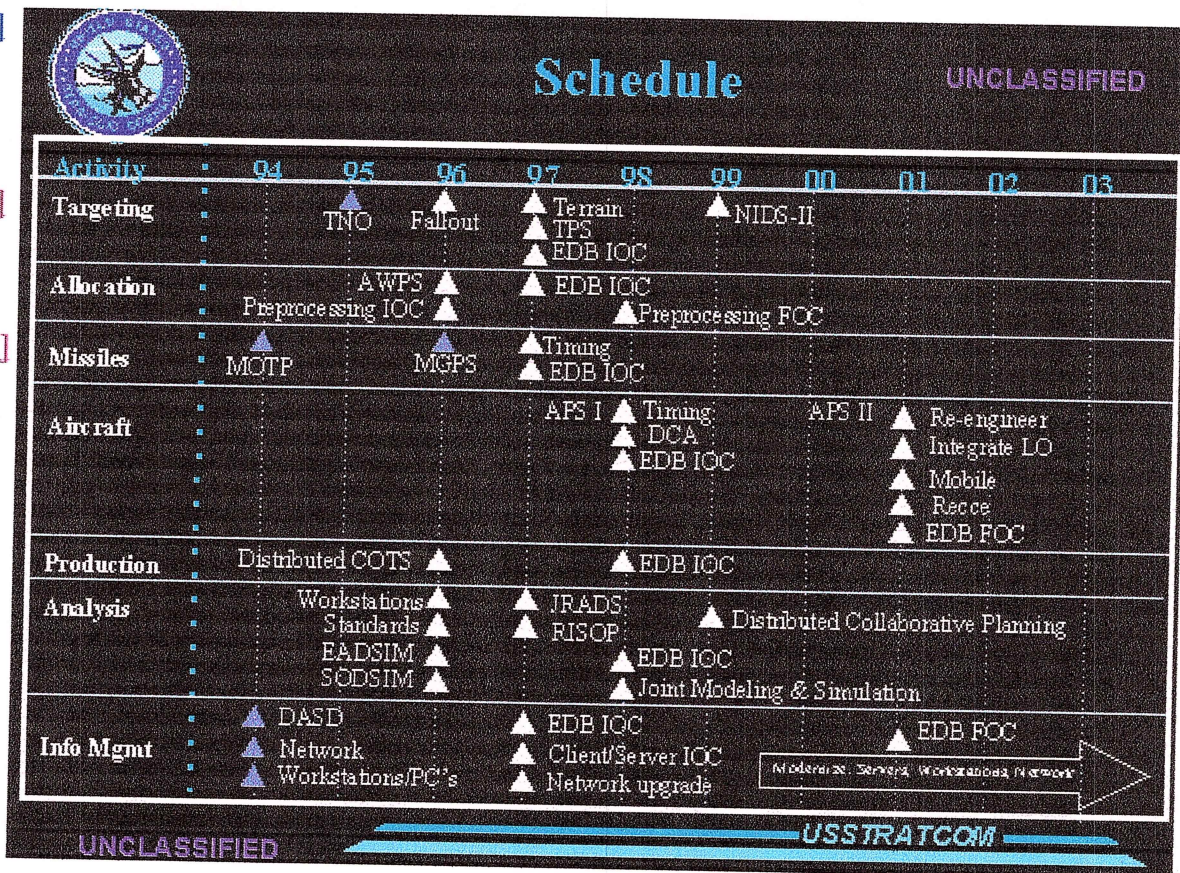 Schedule
UNCLASSIFIED
Activity 94 95 96 97 98 99 00 01 02 03
Targeting
TNO
Fallout
Terrain
TPS
EDB IOC
NIDS-II
Allocation
AWPS
EDB IOC
Preprocessing IOC
Preprocessing FOC
Missiles
MOTP
MGPS
Timing
EDB IOC
Aircraft
APS I
Timing
DCA
EDB IOC
APS II
Re-engineer
Integrate LO
Mobile
Recce
EDB FOC
Production
Distributed COTS
EDB IOC
Analysis
Workstations
Standards
EADSIM
SODSIM
JRADS
RISOP
EDB IOC
Joint Modeling & Simulation
Distributed Collaborative Planning
Info Mgmt
DASD
Network
Workstations/PC's
EDB IOC
Client/Server IOC
Network upgrade
EDB FOC
Modernize: Servers, Workstations, Network
UNCLASSIFIED
USSTRATCOM